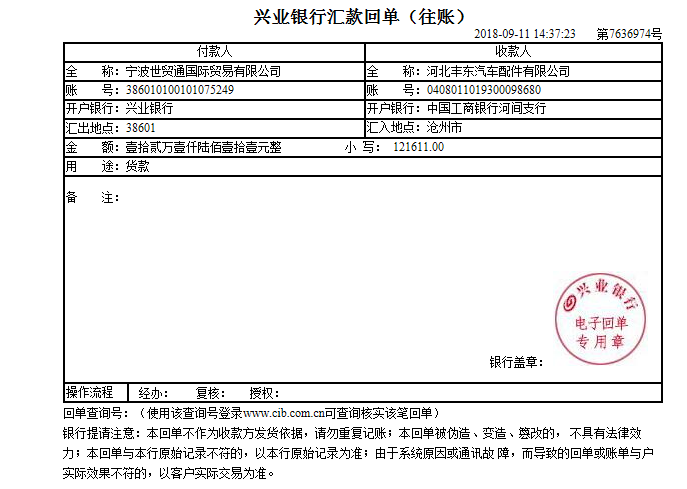 兴业银行汇款回单（往账）
2018-09-11 14:37:23 第7636974号
付款人 收款人
全 称：宁波世贸通国际贸易有限公司 全 称：河北丰东汽车配件有限公司
账 号：386010100101075249 账 号：0408011019300098680
开户银行：兴业银行 开户银行：中国工商银行河间支行
汇出地点：38601 汇入地点：沧州市
金 额：壹拾贰万壹仟陆佰壹拾壹元整 小 写： 121611.00
用 途：货款
备 注：
兴业银行
电子回单
专用章
银行盖章：
操作流程 经办： 复核： 授权：
回单查询号：（使用该查询号登录www.cib.com.cn可查询核实该笔回单）
银行提请注意：本回单不作为收款方发货依据，请勿重复记账；本回单被伪造、变造、篡改的， 不具有法律效
力；本回单与本行原始记录不符的，以本行原始记录为准；由于系统原因或通讯故 障，而导致的回单或账单与户
实际效果不符的，以客户实际交易为准。